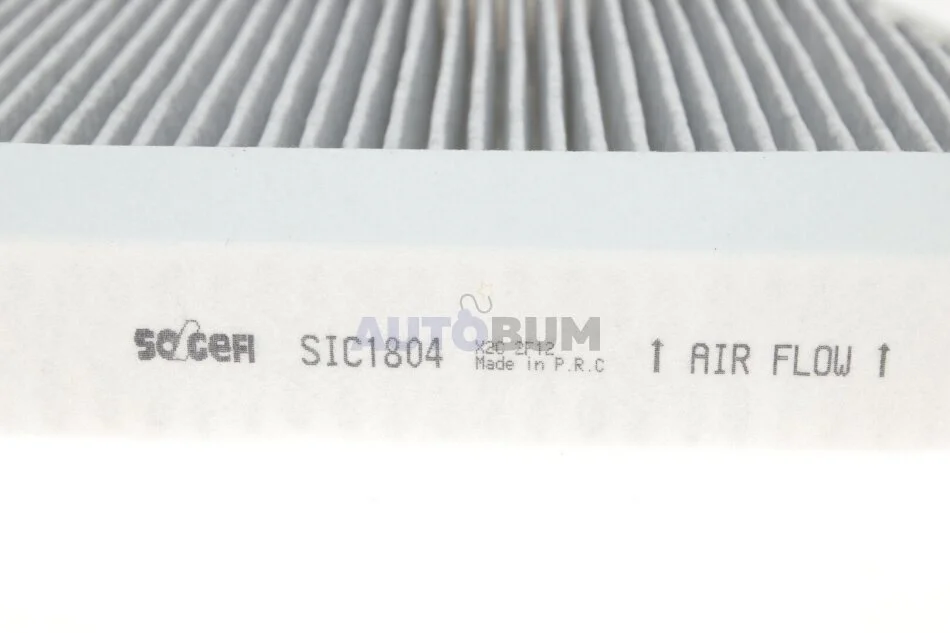 SOGEFI SIC1804
AUTOBUM
Made in P.R.C
↑ AIR FLOW ↑